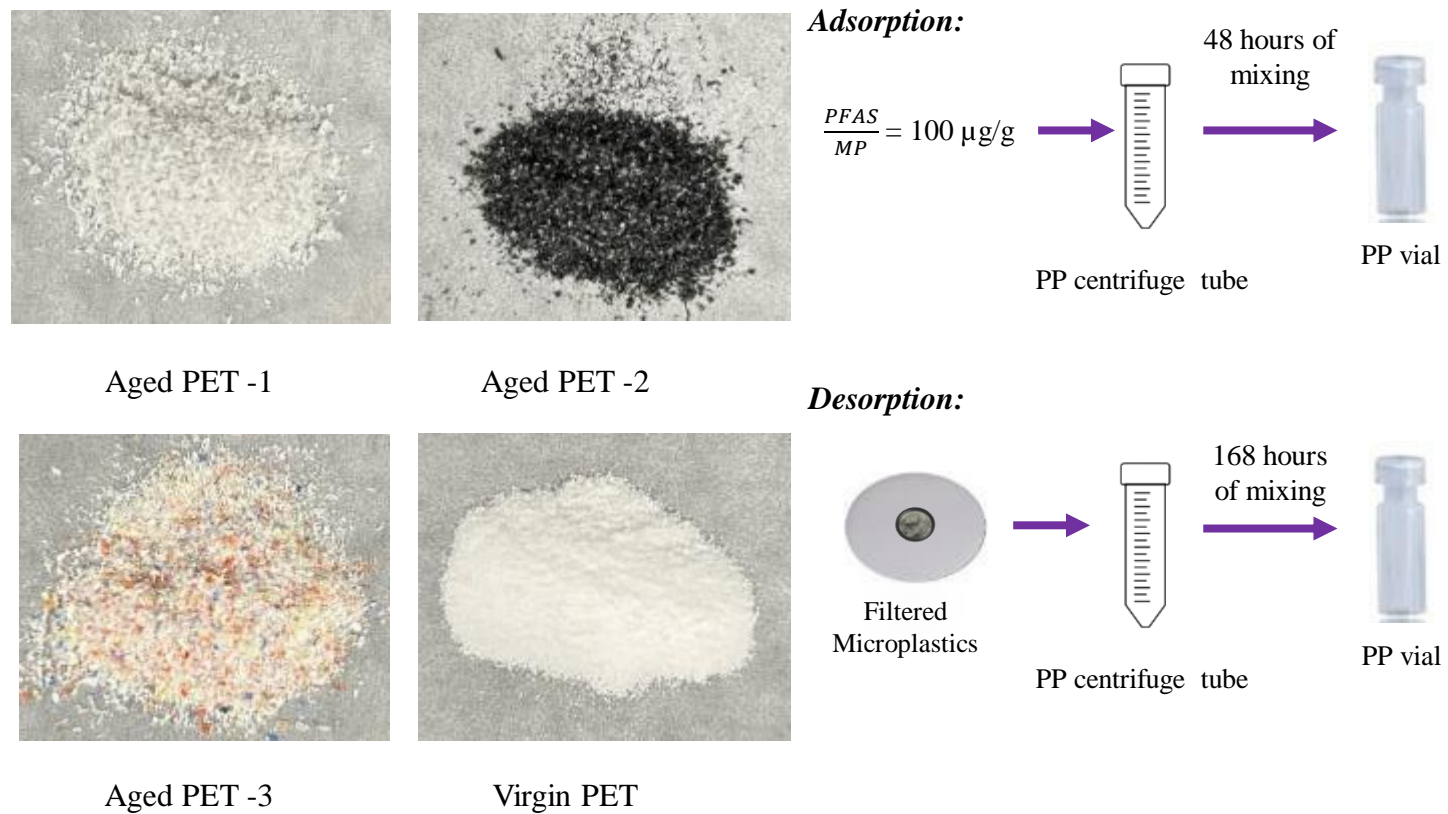 Aged PET -1
Aged PET -2
Aged PET -3
Virgin PET
Adsorption:
PFAS/MP = 100 µg/g
48 hours of
mixing
PP centrifuge tube
PP vial
Desorption:
Filtered
Microplastics
168 hours
of mixing
PP centrifuge tube
PP vial